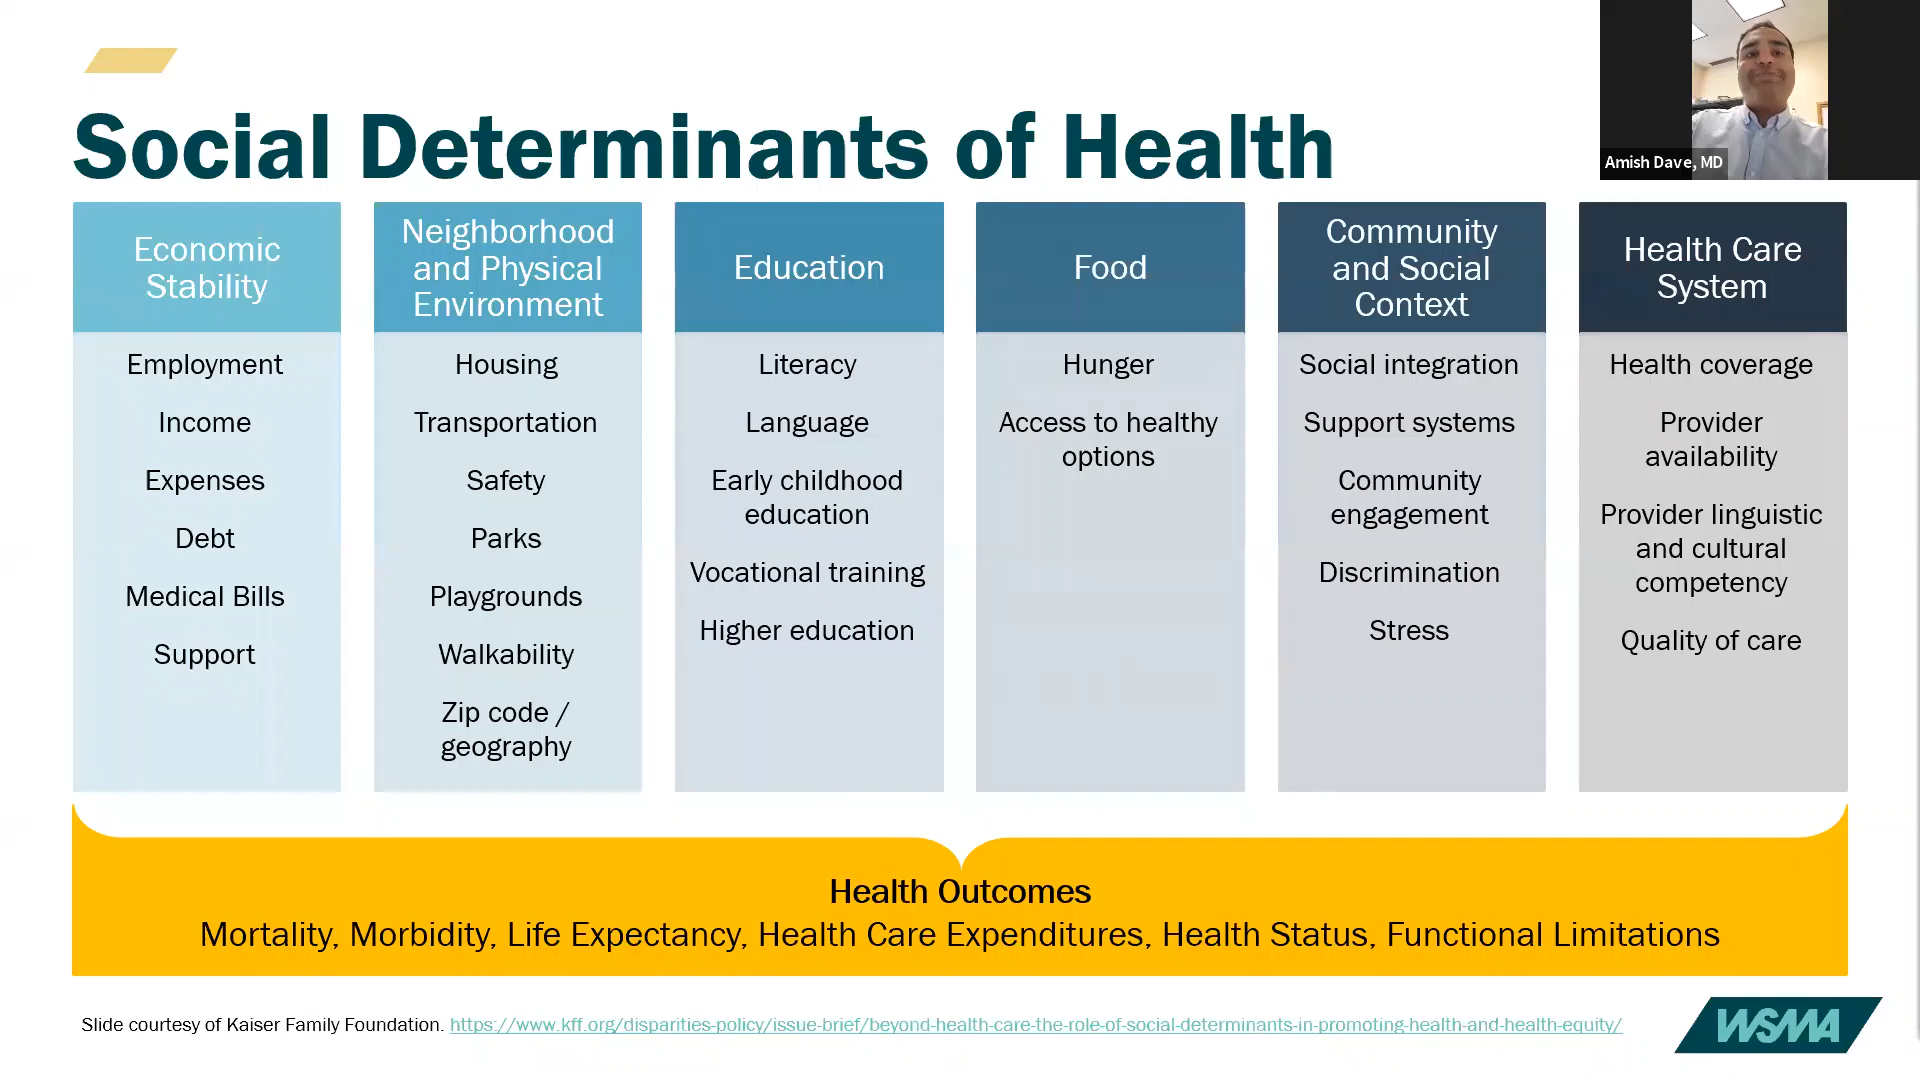 Social Determinants of Health
Amish Dave, MD
Economic
Stability
Employment
Income
Expenses
Debt
Medical Bills
Support
Neighborhood
and Physical
Environment
Housing
Transportation
Safety
Parks
Playgrounds
Walkability
Zip code /
geography
Education
Literacy
Language
Early childhood
education
Vocational training
Higher education
Food
Hunger
Access to healthy
options
Community
and Social
Context
Social integration
Support systems
Community
engagement
Discrimination
Stress
Health Care
System
Health coverage
Provider
availability
Provider linguistic
and cultural
competency
Quality of care
Health Outcomes
Mortality, Morbidity, Life Expectancy, Health Care Expenditures, Health Status, Functional Limitations
Slide courtesy of Kaiser Family Foundation. https://www.kff.org/disparities-policy/issue-brief/beyond-health-care-the-role-of-social-determinants-in-promoting-health-and-health-equity/
WSMA